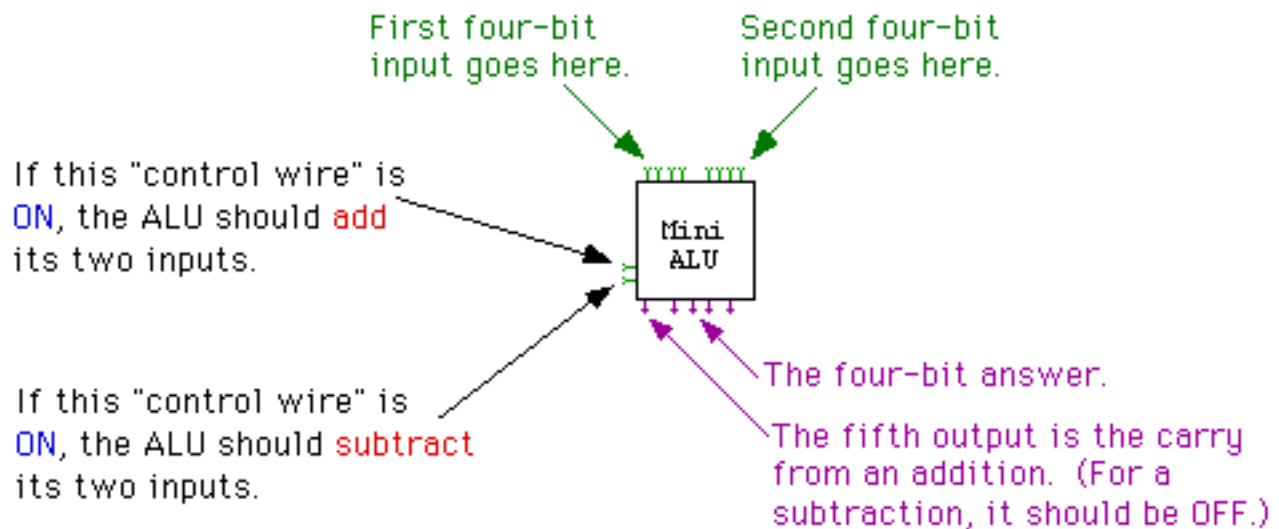 First four-bit
input goes here.
Second four-bit
input goes here.
If this "control wire" is
ON, the ALU should add
its two inputs.
Mini
ALU
If this "control wire" is
ON, the ALU should subtract
its two inputs.
The four-bit answer.
The fifth output is the carry
from an addition. (For a
subtraction, it should be OFF.)